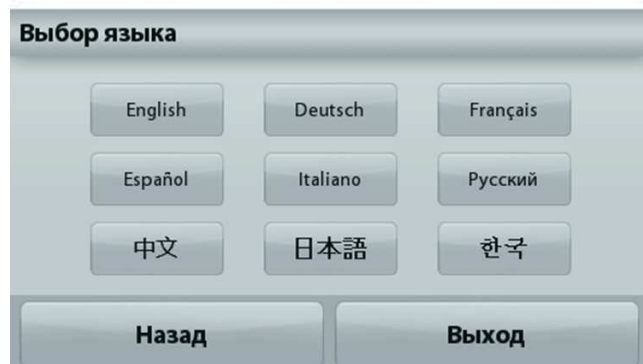 Выбор языка
English Deutsch Français
Español Italiano Русский
中文 日本語 한국
Назад Выход